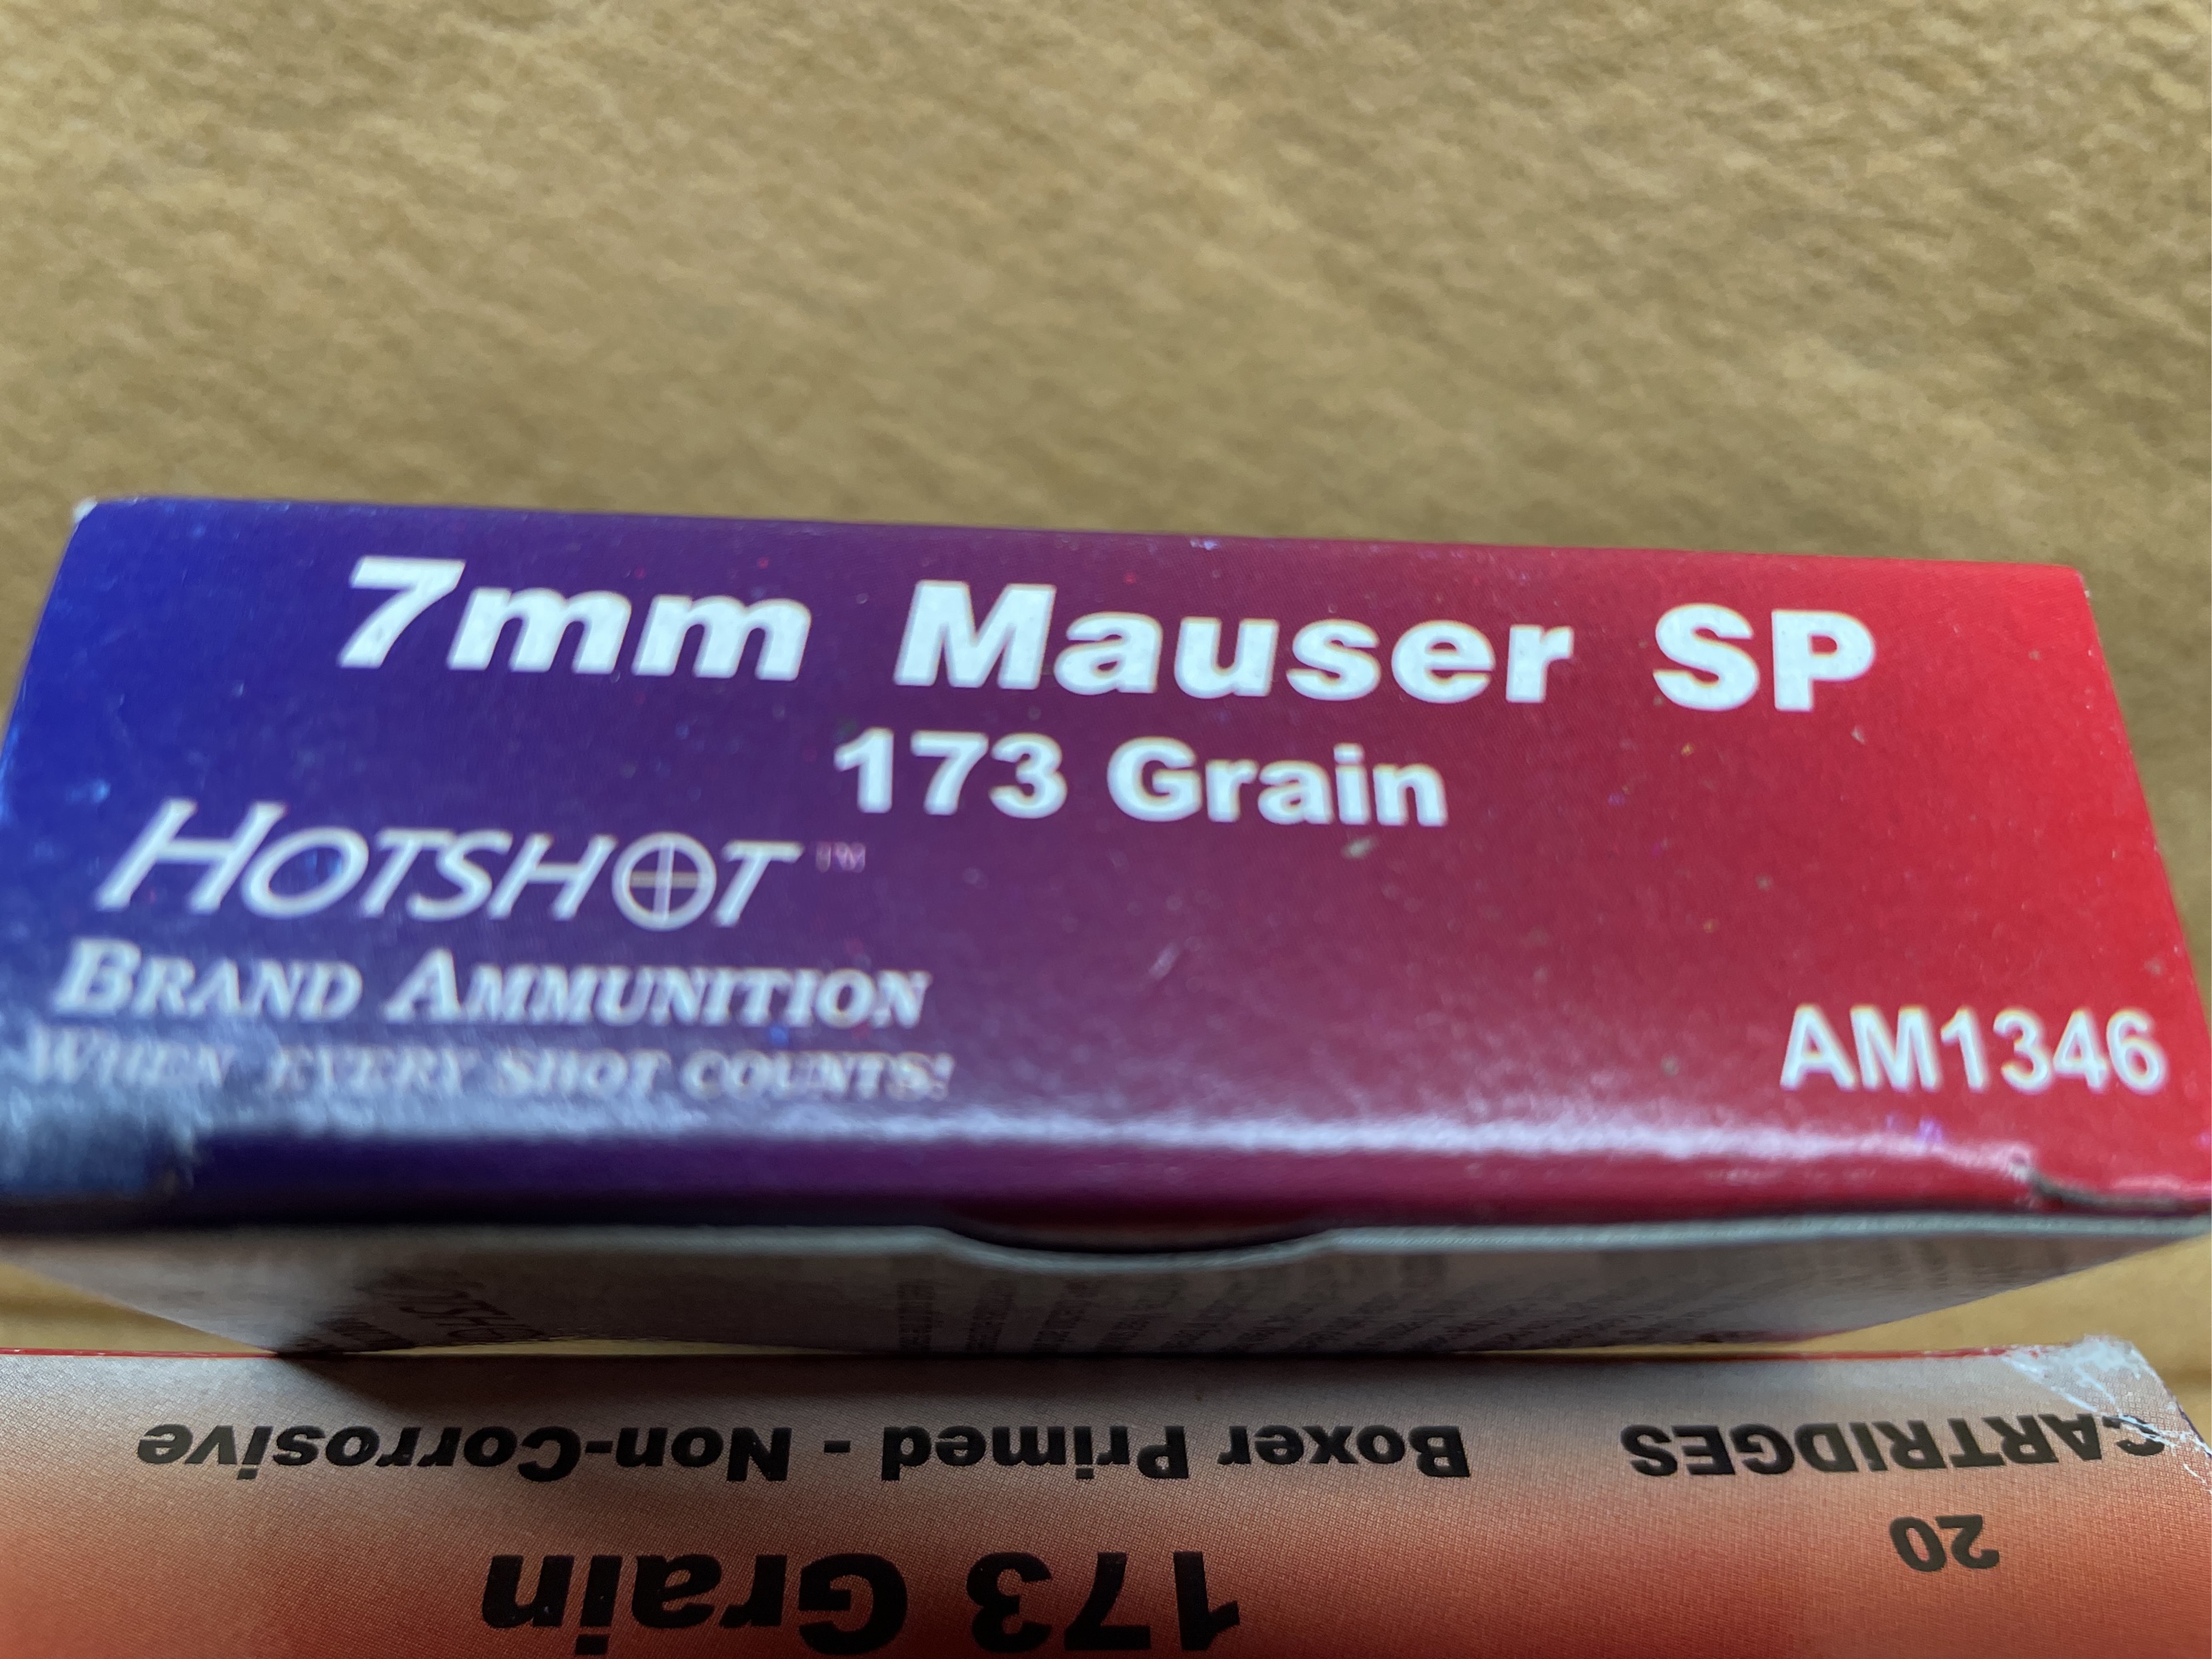 7mm Mauser SP
173 Grain
HOTSHOT™
BRAND AMMUNITION
WHEN EVERY SHOT COUNTS!
AM1346
20
CARTRIDGES
Boxer Primed - Non-Corrosive
173 Grain